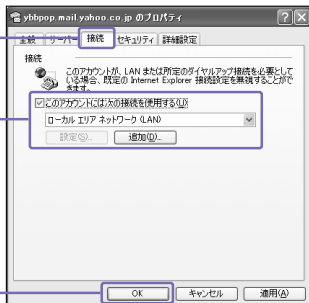 ybbpop.mail.yahoo.co.jp のプロパティ
全般 サーバー 接続 セキュリティ 詳細設定
接続
このアカウントが、LAN または所定のダイヤルアップ接続を必要として
いる場合、既定の Internet Explorer 接続設定を無視することがで
きます。
このアカウントには次の接続を使用する(U)
ローカル エリア ネットワーク (LAN)
設定(S)... 追加(D)...
OK キャンセル 適用(A)